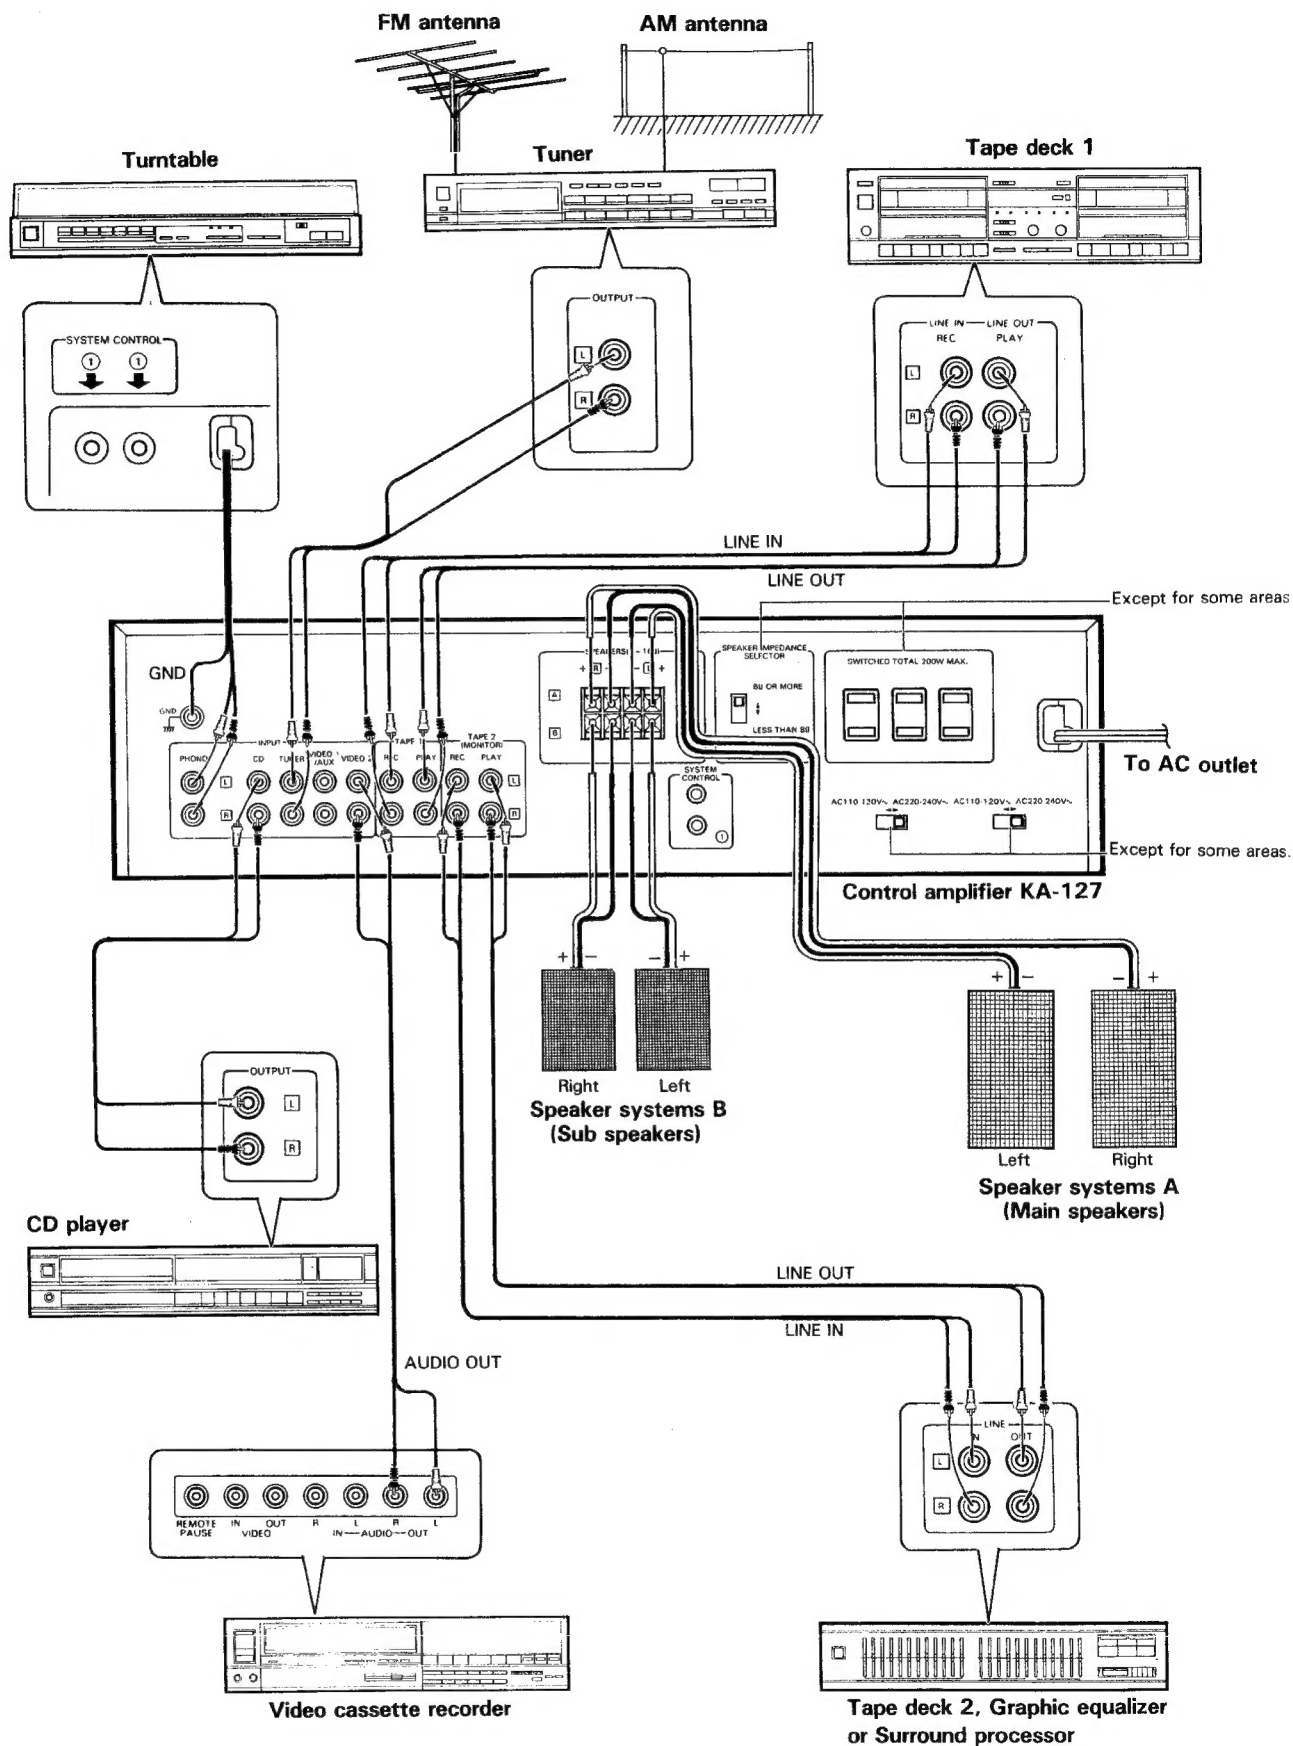 FM antenna
AM antenna
Turntable
Tuner
Tape deck 1
OUTPUT
L
R
LINE IN LINE OUT
REC PLAY
L
R
SYSTEM CONTROL
1 1
LINE IN
LINE OUT
Except for some areas
GND
GND
SPEAKER IMPEDANCE
SELECTOR
8Ω OR MORE
LESS THAN 8Ω
SWITCHED TOTAL 200W MAX.
+ R - - L +
A
B
INPUT
TAPE 1
TAPE 2
(MONITOR)
PHONO CD TUNER VIDEO 1
/AUX VIDEO 2 REC PLAY REC PLAY
L L
R R
SYSTEM
CONTROL
1
To AC outlet
AC110-120V~ AC220-240V~ AC110-120V~ AC220-240V~
Except for some areas.
Control amplifier KA-127
+ - - +
+ - - +
Right Left
Speaker systems B
(Sub speakers)
Left Right
Speaker systems A
(Main speakers)
OUTPUT
L
R
CD player
LINE OUT
LINE IN
AUDIO OUT
LINE
IN OUT
L
R
REMOTE
PAUSE
IN OUT
VIDEO
R L R L
IN AUDIO OUT
Video cassette recorder
Tape deck 2, Graphic equalizer
or Surround processor